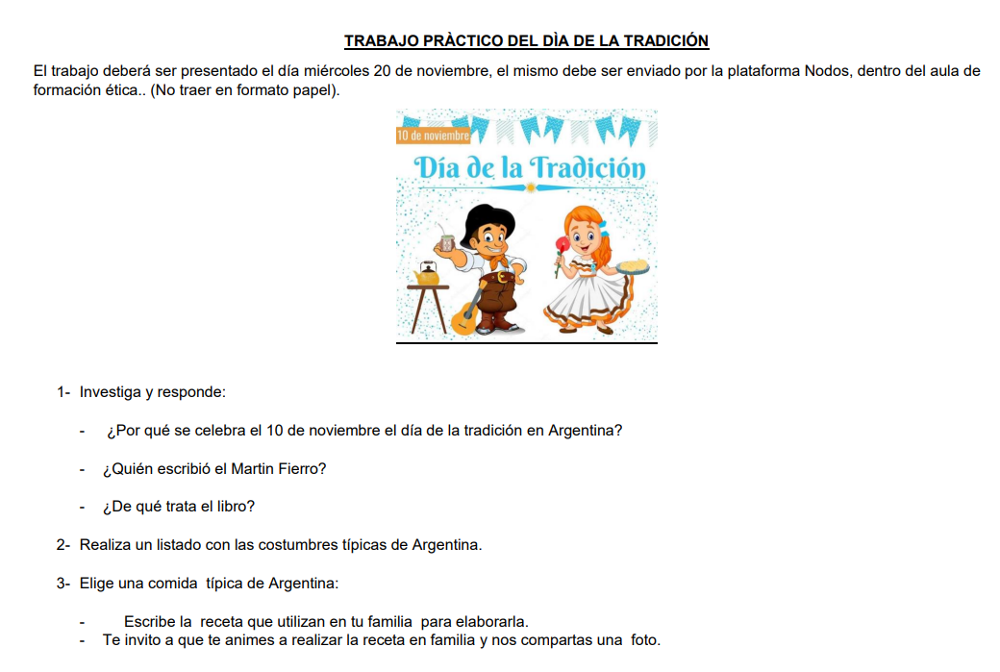 TRABAJO PRÀCTICO DEL DÌA DE LA TRADICIÓN
El trabajo deberá ser presentado el día miércoles 20 de noviembre, el mismo debe ser enviado por la plataforma Nodos, dentro del aula de
formación ética.. (No traer en formato papel).
10 de noviembre
Día de la Tradición
1- Investiga y responde:
- ¿Por qué se celebra el 10 de noviembre el día de la tradición en Argentina?
- ¿Quién escribió el Martin Fierro?
- ¿De qué trata el libro?
2- Realiza un listado con las costumbres típicas de Argentina.
3- Elige una comida típica de Argentina:
- Escribe la receta que utilizan en tu familia para elaborarla.
- Te invito a que te animes a realizar la receta en familia y nos compartas una foto.